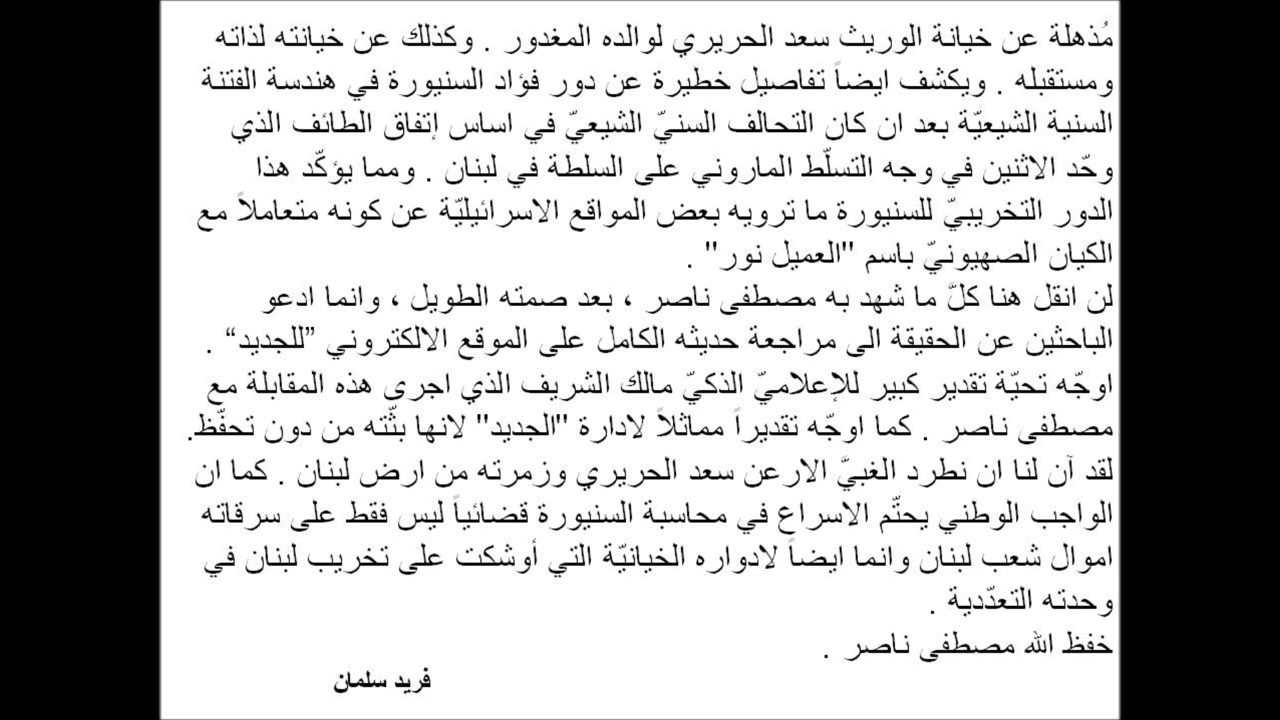 مُذهلة عن خيانة الوريث سعد الحريري لوالده المغدور . وكذلك عن خيانته لذاته
ومستقبله . ويكشف ايضاً تفاصيل خطيرة عن دور فؤاد السنيورة في هندسة الفتنة
السنية الشيعيّة بعد ان كان التحالف السنيّ الشيعيّ في اساس إتفاق الطائف الذي
وحّد الاثنين في وجه التسلّط الماروني على السلطة في لبنان . ومما يؤكّد هذا
الدور التخريبيّ للسنيورة ما ترويه بعض المواقع الاسرائيليّة عن كونه متعاملاً مع
الكيان الصهيونيّ باسم "العميل نور" .
لن انقل هنا كلّ ما شهد به مصطفى ناصر ، بعد صمته الطويل ، وانما ادعو
الباحثين عن الحقيقة الى مراجعة حديثه الكامل على الموقع الالكتروني ”للجديد“ .
اوجّه تحيّة تقدير كبير للإعلاميّ الذكيّ مالك الشريف الذي اجرى هذه المقابلة مع
مصطفى ناصر . كما اوجّه تقديراً مماثلاً لادارة "الجديد" لانها بثّته من دون تحفّظ.
لقد آن لنا ان نطرد الغبيَّ الارعن سعد الحريري وزمرته من ارض لبنان . كما ان
الواجب الوطني يحتّم الاسراع في محاسبة السنيورة قضائياً ليس فقط على سرقاته
اموال شعب لبنان وانما ايضاً لادواره الخيانيّة التي أوشكت على تخريب لبنان في
وحدته التعدّدية .
خفظ الله مصطفى ناصر .
فريد سلمان